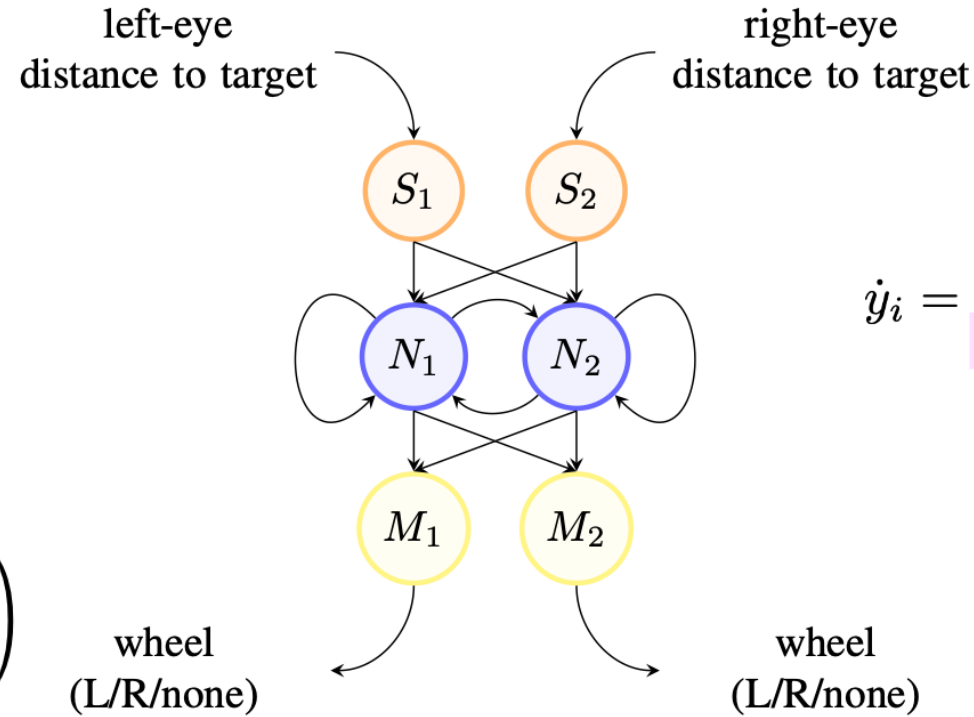 left-eye
distance to target
right-eye
distance to target
S₁
S₂
N₁
N₂
ẏᵢ =
M₁
M₂
)
wheel
(L/R/none)
wheel
(L/R/none)